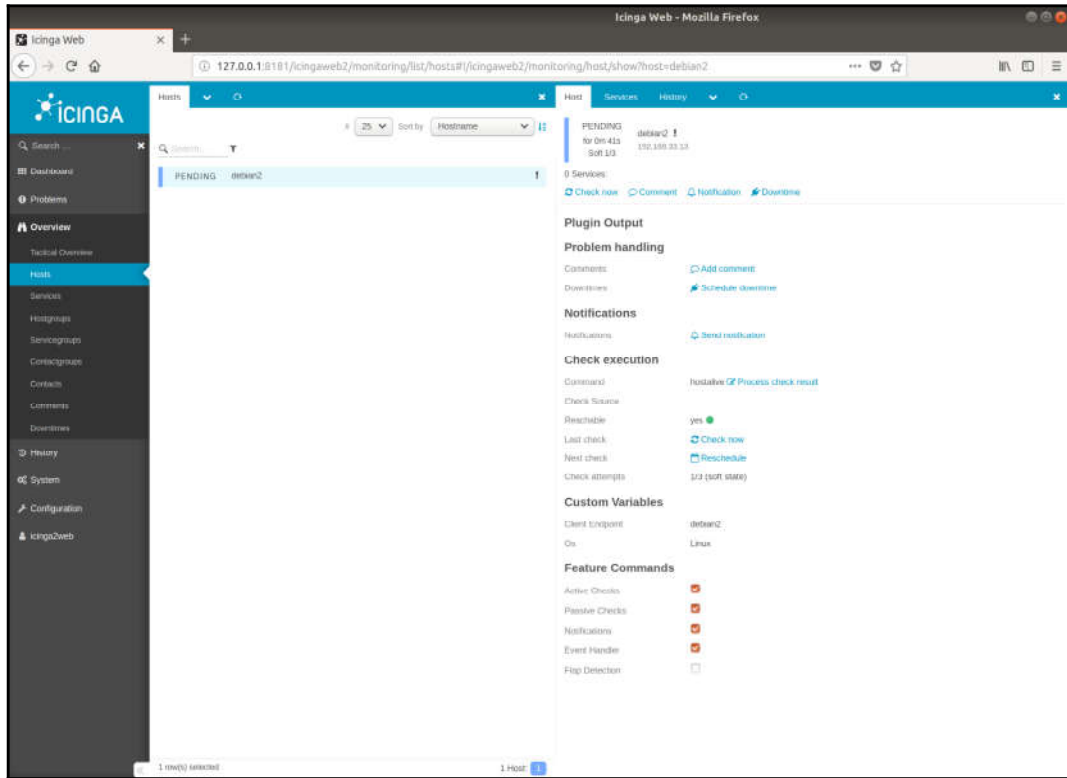 Icinga Web - Mozilla Firefox
Icinga Web
127.0.0.1:8181/icingaweb2/monitoring/list/hosts#!/icingaweb2/monitoring/host/show?host=debian2
ICINGA
Search ...
Dashboard
Problems
Overview
Tactical Overview
Hosts
Services
Hostgroups
Servicegroups
Contactgroups
Contacts
Comments
Downtimes
History
System
Configuration
icinga2web
Hosts
# 25 Sort by Hostname
Search...
PENDING debian2 !
1 row(s) selected
1 Host: 1
Host Services History
PENDING
for 0m 41s
Soft 1/3
debian2 !
192.168.33.13
0 Services:
Check now Comment Notification Downtime
Plugin Output
Problem handling
Comments Add comment
Downtimes Schedule downtime
Notifications
Notifications Send notification
Check execution
Command hostalive Process check result
Check Source
Reachable yes
Last check Check now
Next check Reschedule
Check attempts 1/3 (soft state)
Custom Variables
Client Endpoint debian2
Os Linux
Feature Commands
Active Checks
Passive Checks
Notifications
Event Handler
Flap Detection